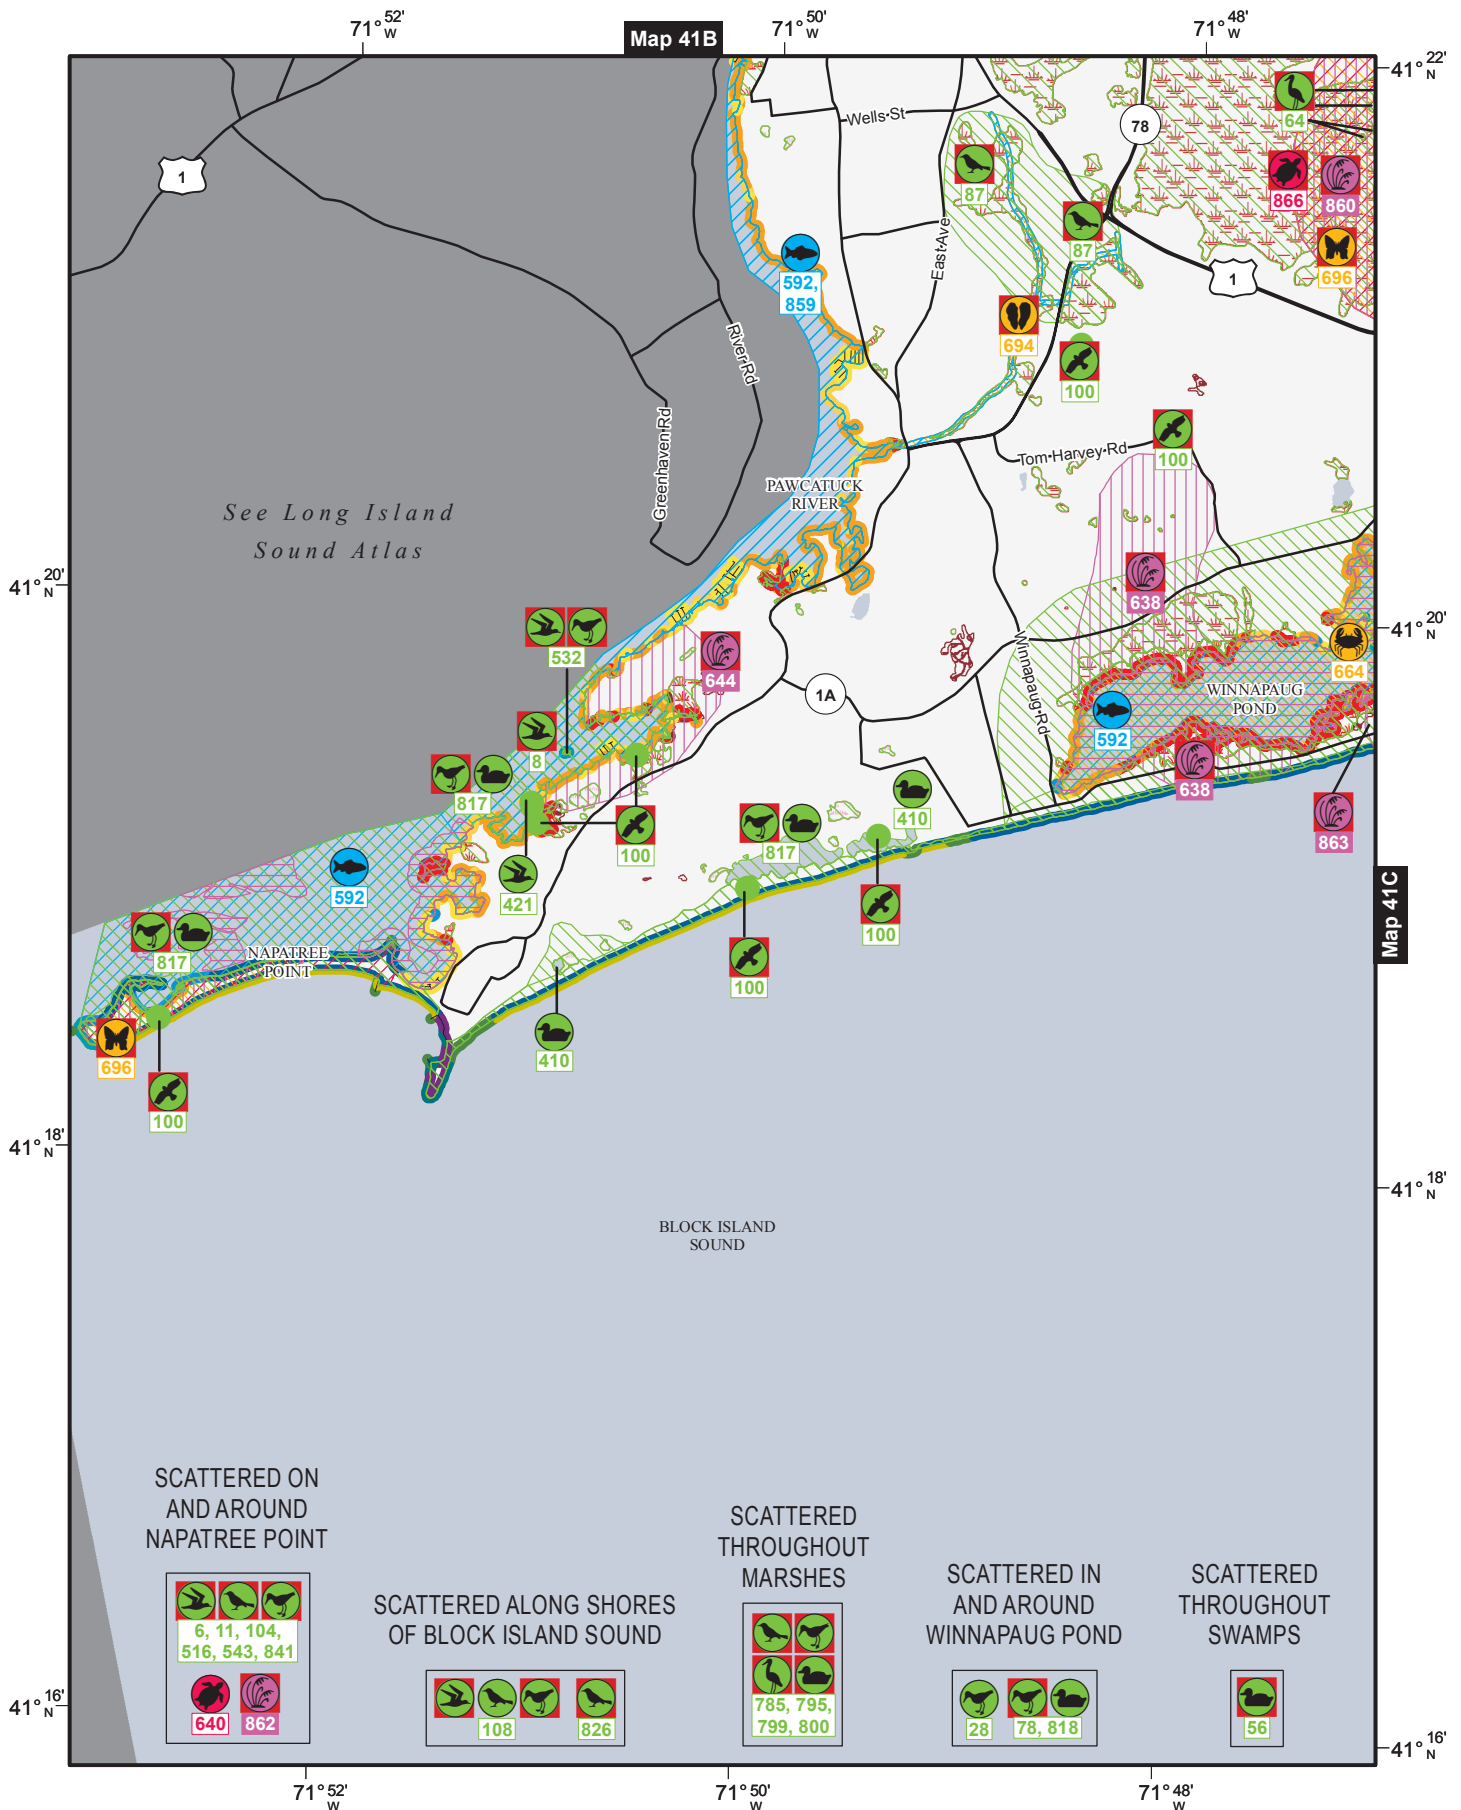 71° 52' W
Map 41B
71° 50' W
71° 48' W
41° 22' N
1
Wells St
78
64
87
866
860
87
East Ave
696
1
592,
859
694
River Rd
100
Greenhaven Rd
Tom Harvey Rd
100
PAWCATUCK
RIVER
See Long Island
Sound Atlas
41° 20' N
638
41° 20' N
532
644
Winnapaug Rd
664
1A
WINNAPAUG
POND
592
8
638
817
410
863
817
100
421
592
100
Map 41C
817
NAPATREE
POINT
100
410
696
100
41° 18' N
41° 18' N
BLOCK ISLAND
SOUND
SCATTERED ON
AND AROUND
NAPATREE POINT
6, 11, 104,
516, 543, 841
640
862
SCATTERED ALONG SHORES
OF BLOCK ISLAND SOUND
108
826
SCATTERED
THROUGHOUT
MARSHES
785, 795,
799, 800
SCATTERED IN
AND AROUND
WINNAPAUG POND
28
78, 818
SCATTERED
THROUGHOUT
SWAMPS
56
41° 16' N
41° 16' N
71° 52' W
71° 50' W
71° 48' W